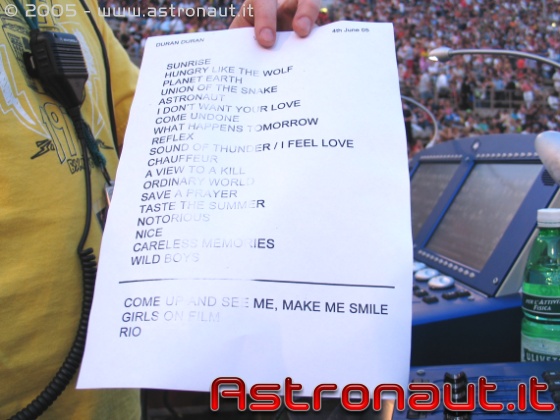 © 2005 - www.astronaut.it
DURAN DURAN
4th June 05
SUNRISE
HUNGRY LIKE THE WOLF
PLANET EARTH
UNION OF THE SNAKE
ASTRONAUT
I DON'T WANT YOUR LOVE
COME UNDONE
WHAT HAPPENS TOMORROW
REFLEX
SOUND OF THUNDER / I FEEL LOVE
CHAUFFEUR
A VIEW TO A KILL
ORDINARY WORLD
SAVE A PRAYER
TASTE THE SUMMER
NOTORIOUS
NICE
CARELESS MEMORIES
WILD BOYS
COME UP AND SEE ME, MAKE ME SMILE
GIRLS ON FILM
RIO
Astronaut.it